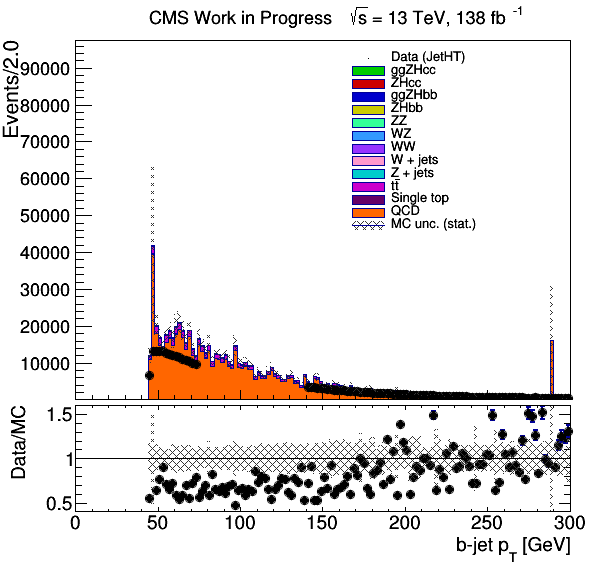 CMS Work in Progress √s = 13 TeV, 138 fb⁻¹
Events/2.0
90000
80000
70000
60000
50000
40000
30000
20000
10000
Data (JetHT)
ggZHcc
ZHcc
ggZHbb
ZHbb
ZZ
WZ
WW
W + jets
Z + jets
tt̄
Single top
QCD
MC unc. (stat.)
Data/MC
1.5
1
0.5
0 50 100 150 200 250 300
b-jet p_T [GeV]